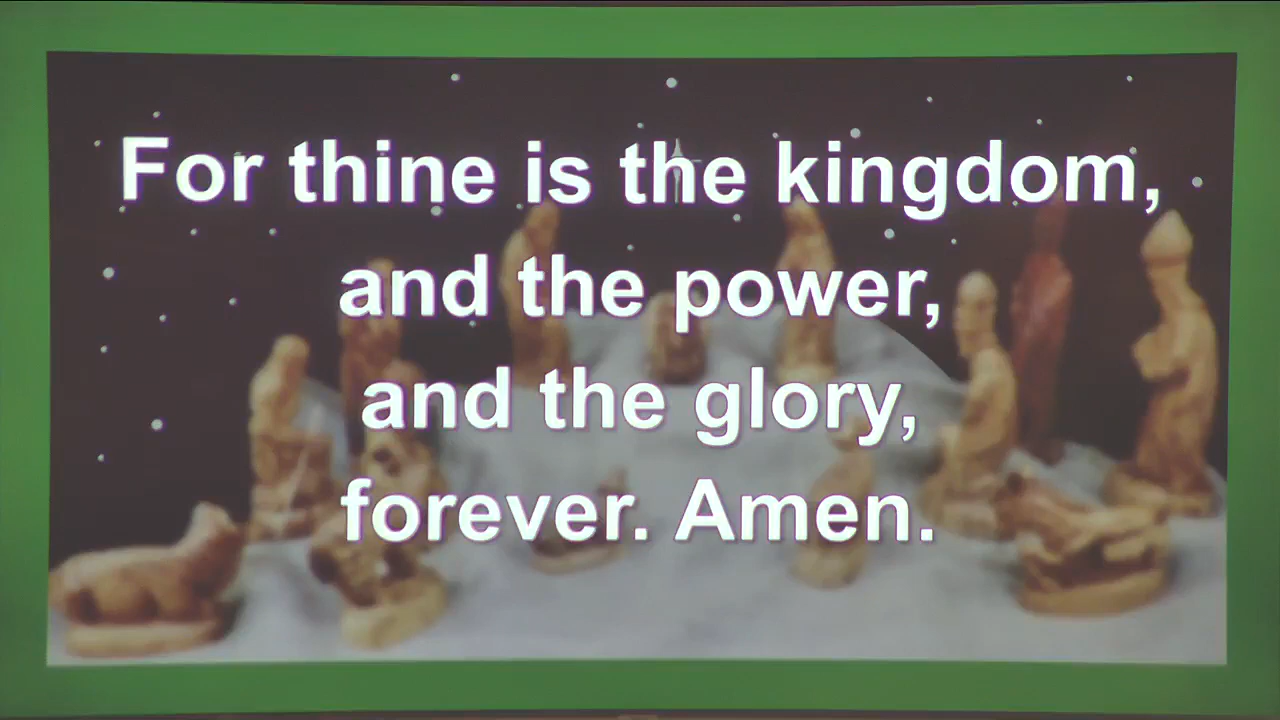 For thine is the kingdom,
and the power,
and the glory,
forever. Amen.